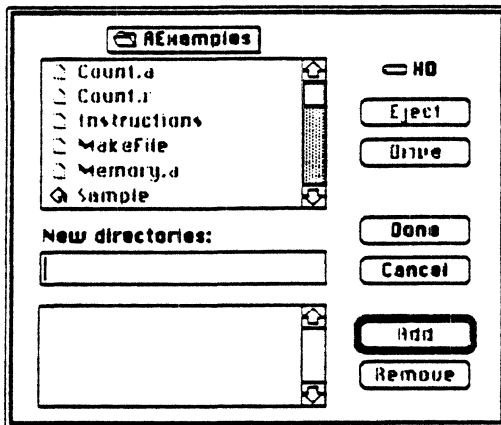 AExamples
Count.a
Count.r
Instructions
MakeFile
Memory.a
Sample
HD
Eject
Drive
New directories:
Done
Cancel
Add
Remove